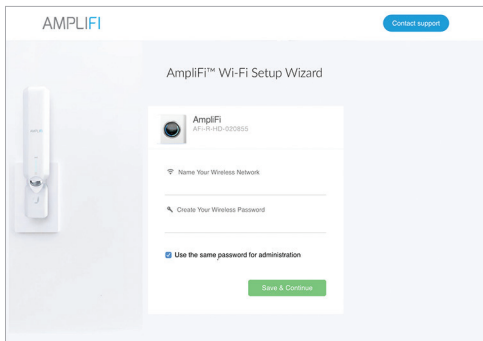 AMPLIFI
Contact support
AmpliFi™ Wi-Fi Setup Wizard
AmpliFi
AFi-R-HD-020855
Name Your Wireless Network
Create Your Wireless Password
Use the same password for administration
Save & Continue